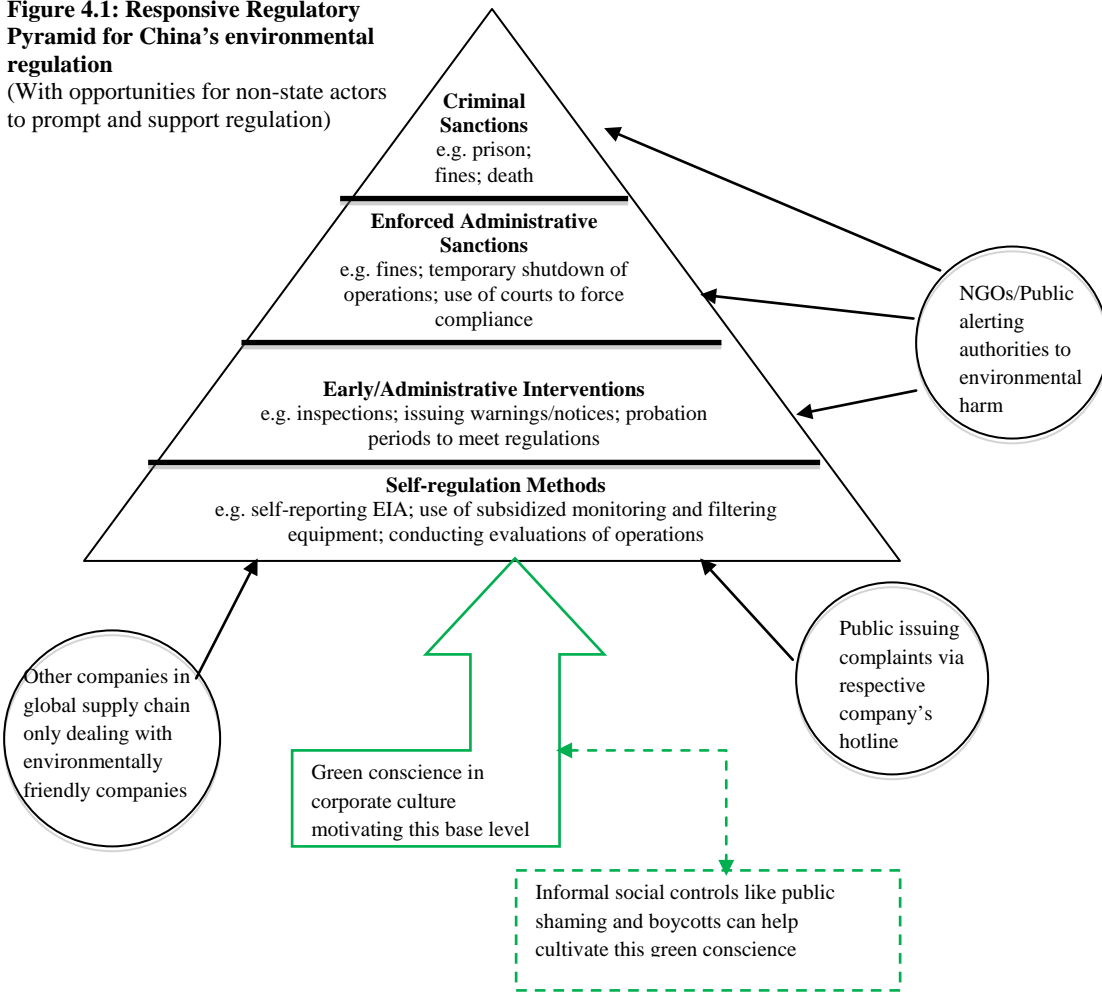 Figure 4.1: Responsive Regulatory
Pyramid for China’s environmental
regulation
(With opportunities for non-state actors
to prompt and support regulation)
Criminal
Sanctions
e.g. prison;
fines; death
Enforced Administrative
Sanctions
e.g. fines; temporary shutdown of
operations; use of courts to force
compliance
NGOs/Public
alerting
authorities to
environmental
harm
Early/Administrative Interventions
e.g. inspections; issuing warnings/notices; probation
periods to meet regulations
Self-regulation Methods
e.g. self-reporting EIA; use of subsidized monitoring and filtering
equipment; conducting evaluations of operations
Other companies in
global supply chain
only dealing with
environmentally
friendly companies
Green conscience in
corporate culture
motivating this base level
Public issuing
complaints via
respective
company’s
hotline
Informal social controls like public
shaming and boycotts can help
cultivate this green conscience